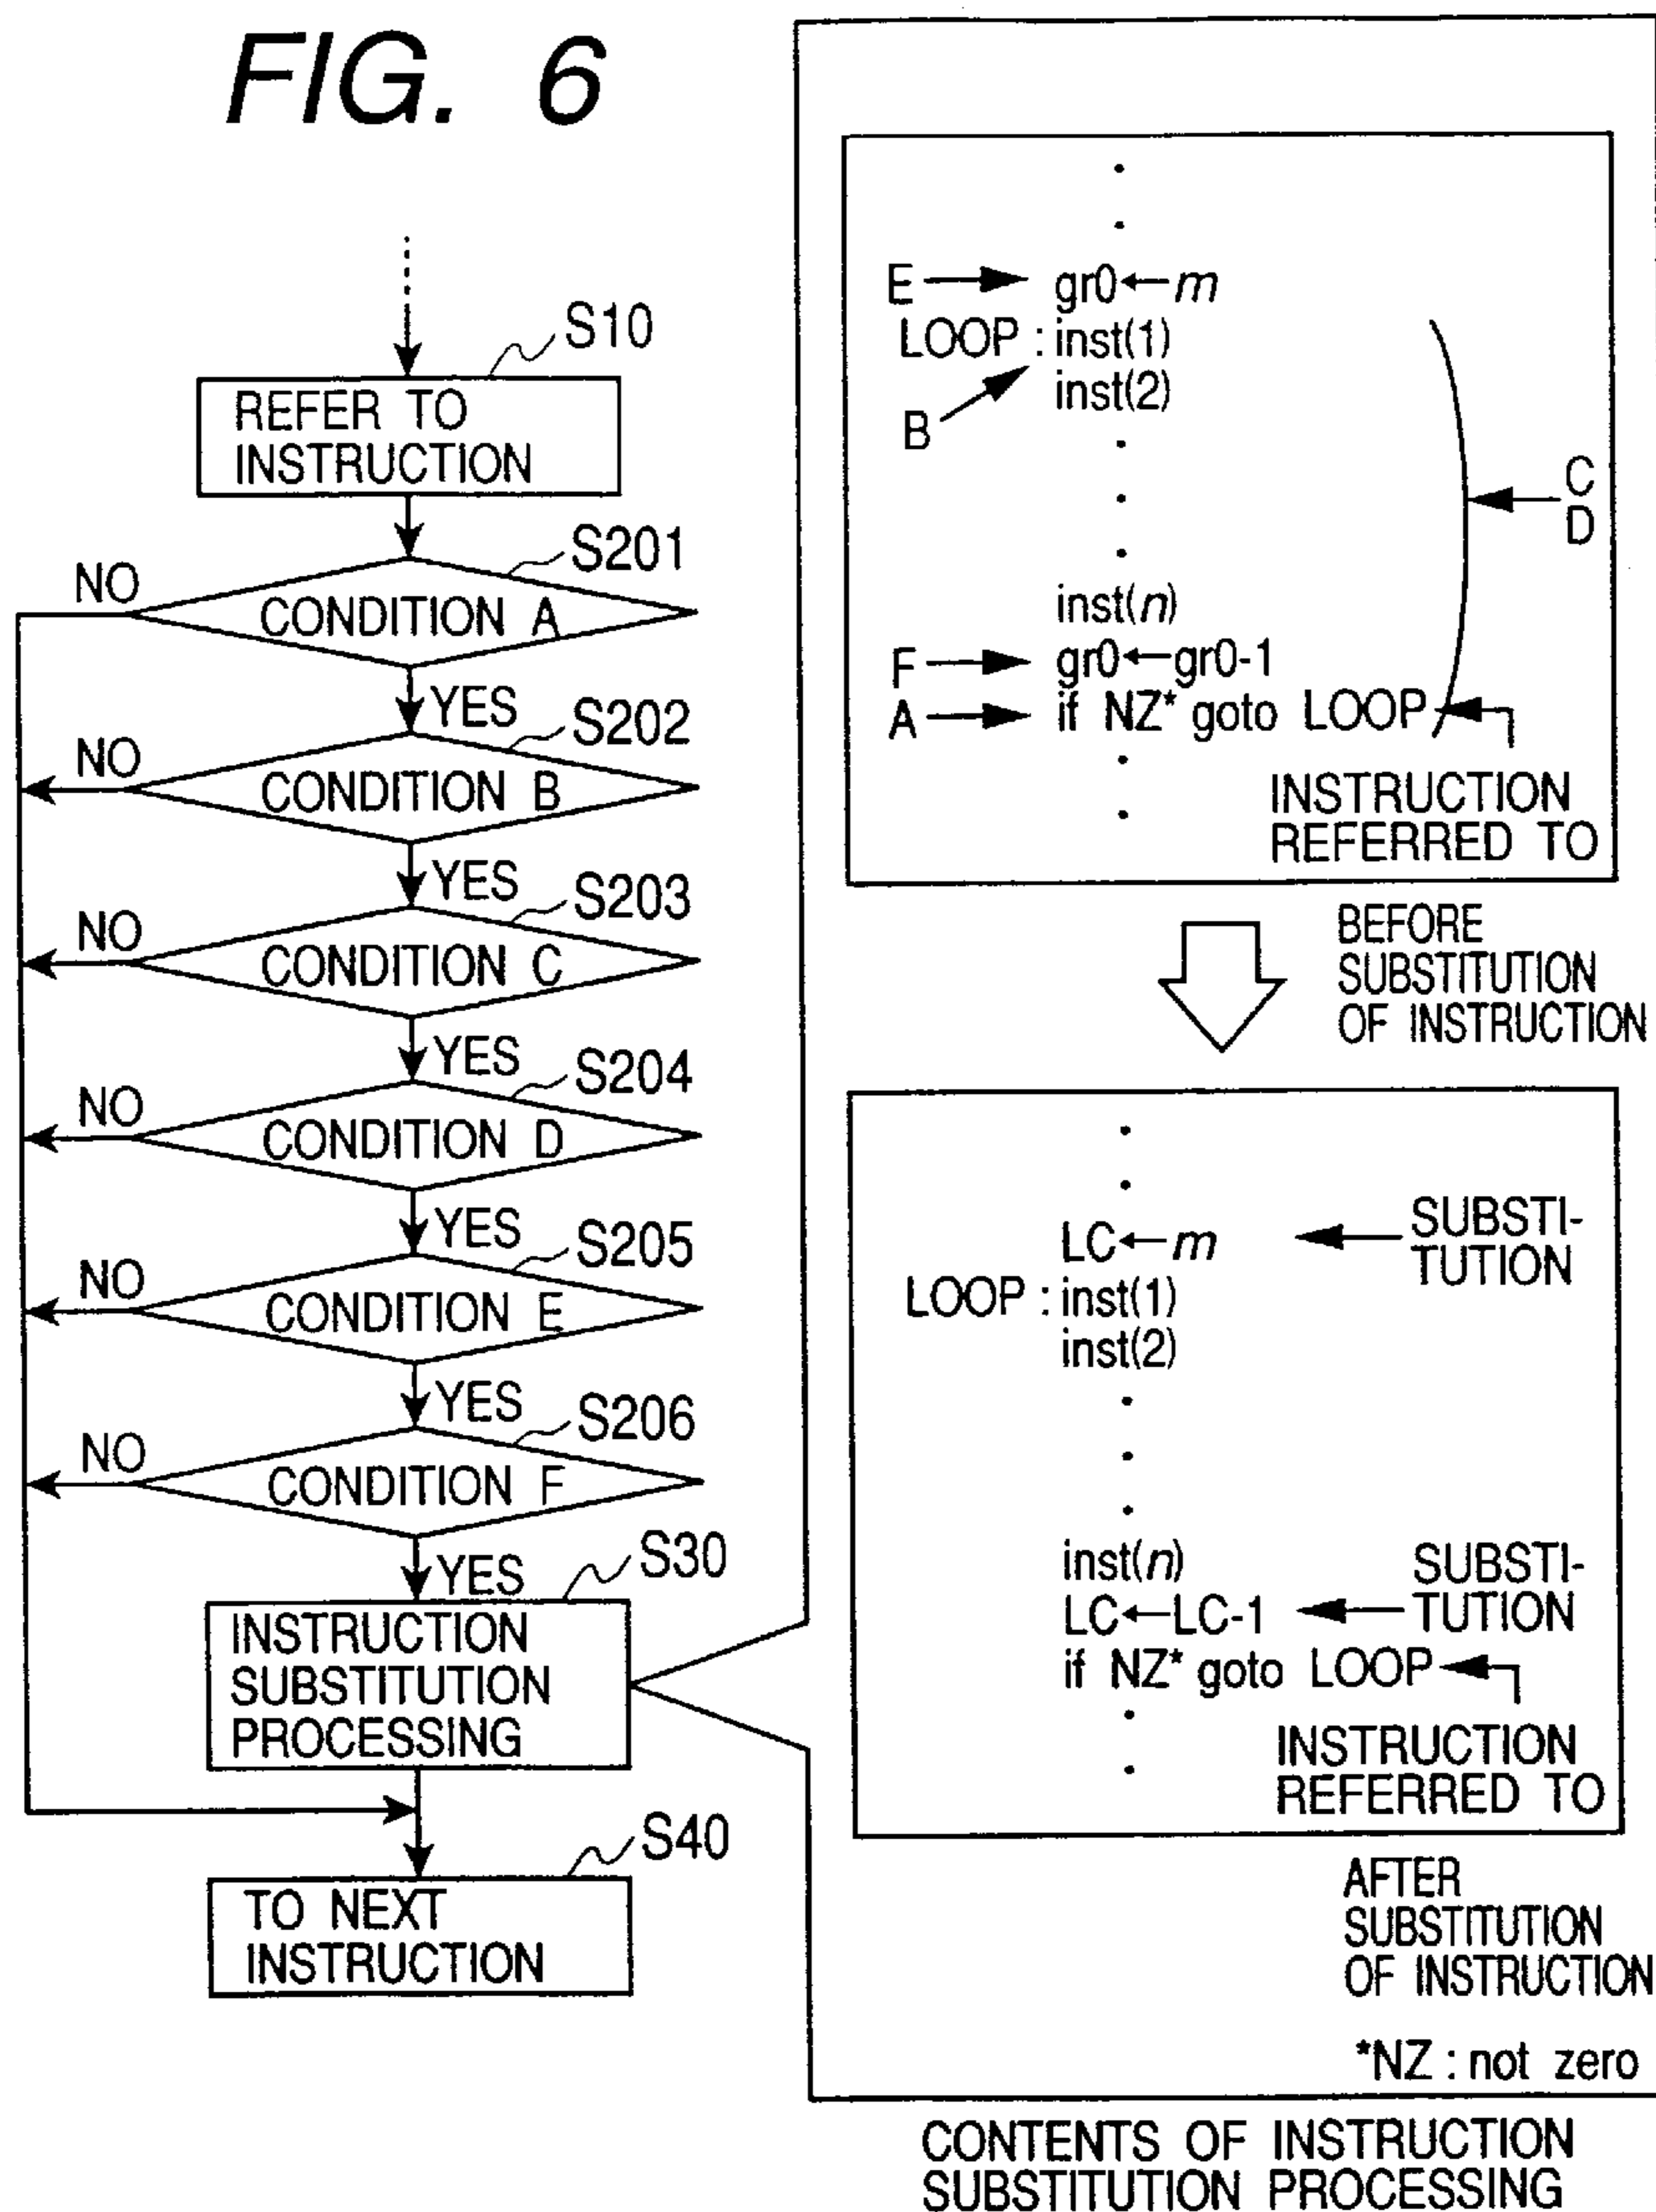 FIG. 6
S10
REFER TO
INSTRUCTION
S201
NO
CONDITION A
YES
S202
NO
CONDITION B
YES
S203
NO
CONDITION C
YES
S204
NO
CONDITION D
YES
S205
NO
CONDITION E
YES
S206
NO
CONDITION F
YES
S30
INSTRUCTION
SUBSTITUTION
PROCESSING
S40
TO NEXT
INSTRUCTION
E gr0←m
LOOP : inst(1)
inst(2)
B
C
D
inst(n)
F gr0←gr0-1
A if NZ* goto LOOP
INSTRUCTION
REFERRED TO
BEFORE
SUBSTITUTION
OF INSTRUCTION
LC←m
SUBSTI-
TUTION
LOOP : inst(1)
inst(2)
inst(n)
LC←LC-1
SUBSTI-
TUTION
if NZ* goto LOOP
INSTRUCTION
REFERRED TO
AFTER
SUBSTITUTION
OF INSTRUCTION
*NZ : not zero
CONTENTS OF INSTRUCTION
SUBSTITUTION PROCESSING